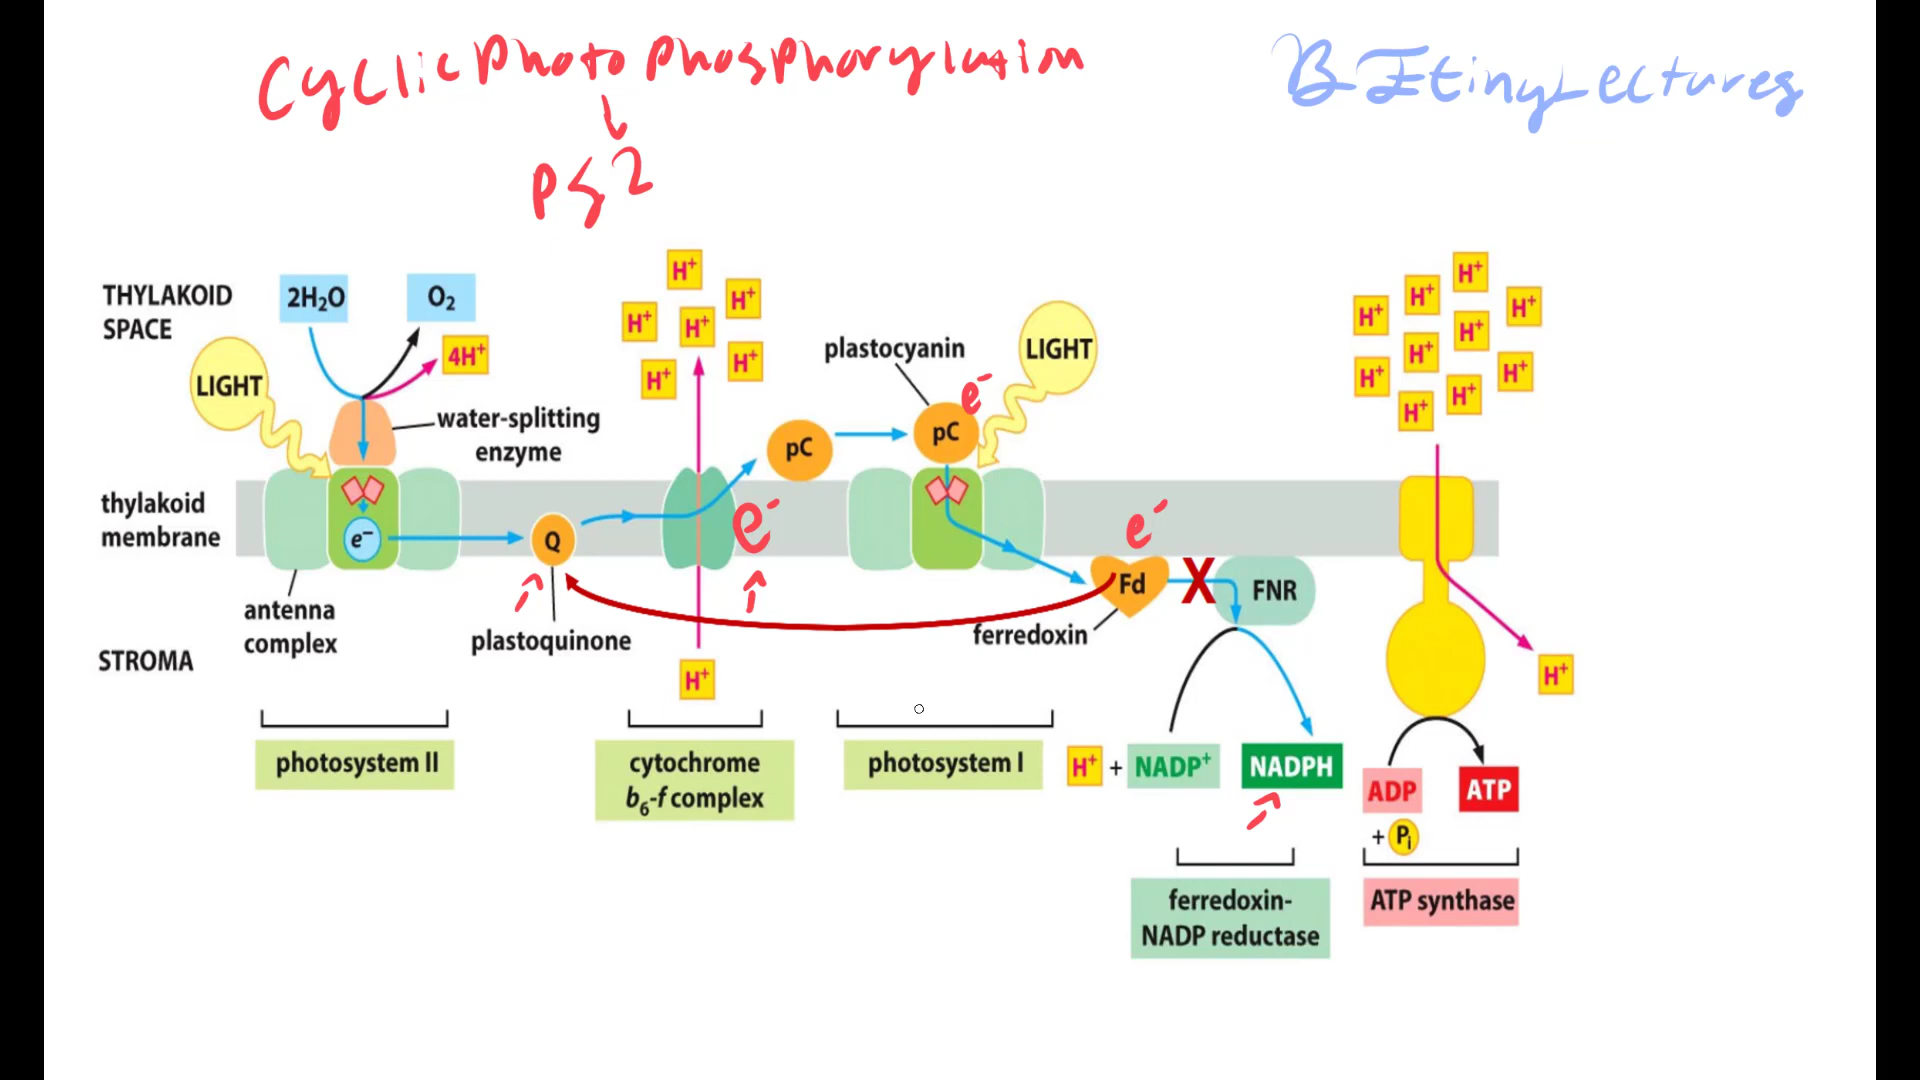 Cyclic Photo Phosphorylation
BItinyLectures
PS2
THYLAKOID
SPACE
2H₂O
O₂
4H⁺
LIGHT
water-splitting
enzyme
H⁺
H⁺
H⁺
H⁺
H⁺
H⁺
plastocyanin
LIGHT
e⁻
pC
pC
H⁺
H⁺
H⁺
H⁺
H⁺
H⁺
H⁺
H⁺
H⁺
H⁺
thylakoid
membrane
e⁻
Q
e⁻
e⁻
Fd
X
FNR
antenna
complex
plastoquinone
ferredoxin
STROMA
H⁺
H⁺
photosystem II
cytochrome
b₆-f complex
photosystem I
H⁺ + NADP⁺
NADPH
ADP
+ Pi
ATP
ferredoxin-
NADP reductase
ATP synthase